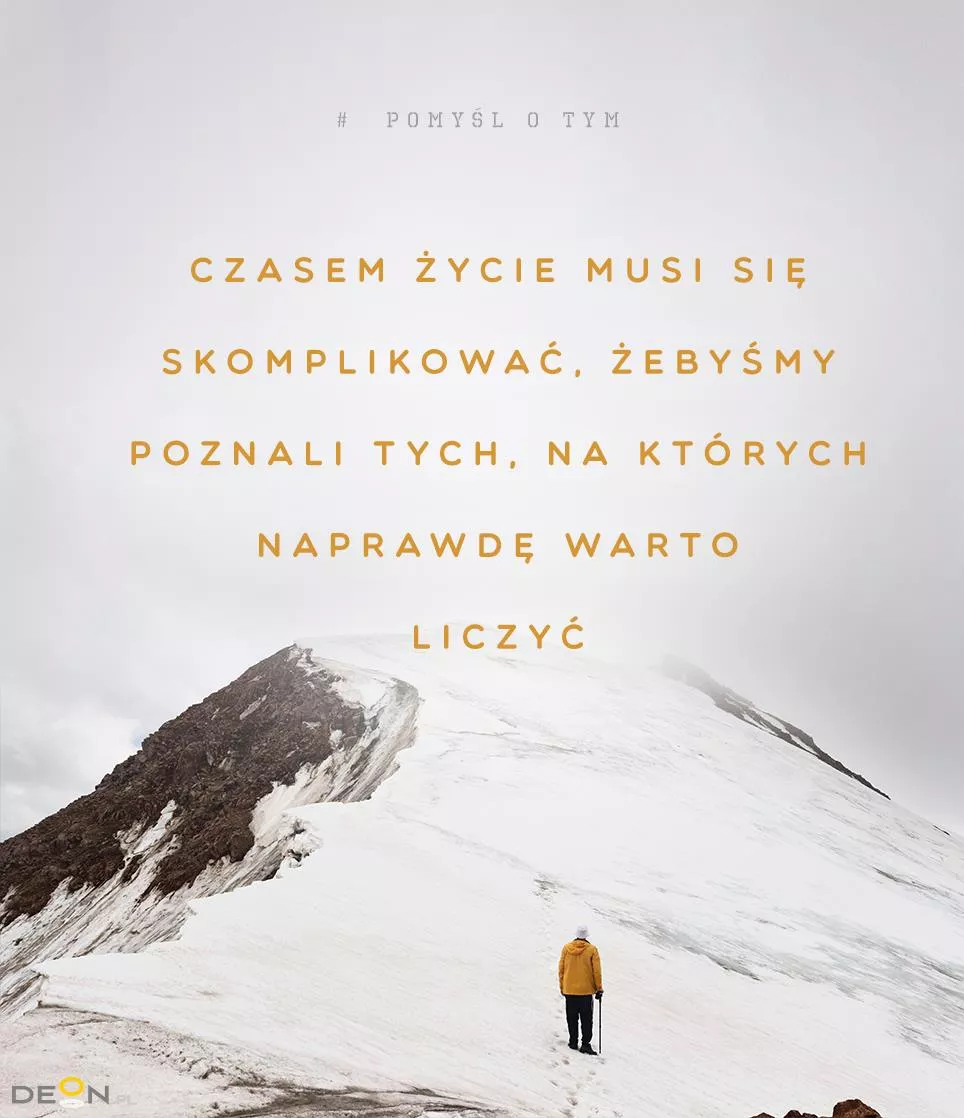 # POMYŚL O TYM
CZASEM ŻYCIE MUSI SIĘ
SKOMPLIKOWAĆ, ŻEBYŚMY
POZNALI TYCH, NA KTÓRYCH
NAPRAWDĘ WARTO
LICZYĆ
DEON.PL